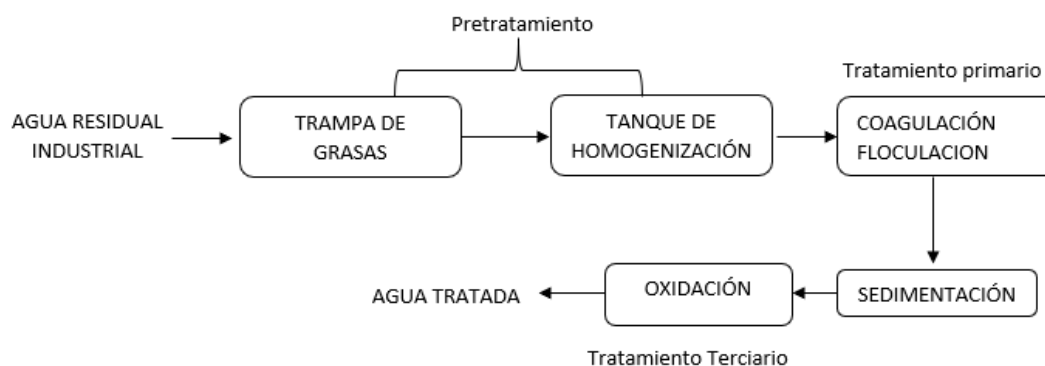 Pretratamiento
Tratamiento primario
AGUA RESIDUAL
INDUSTRIAL
TRAMPA DE
GRASAS
TANQUE DE
HOMOGENIZACIÓN
COAGULACIÓN
FLOCULACION
SEDIMENTACIÓN
OXIDACIÓN
AGUA TRATADA
Tratamiento Terciario